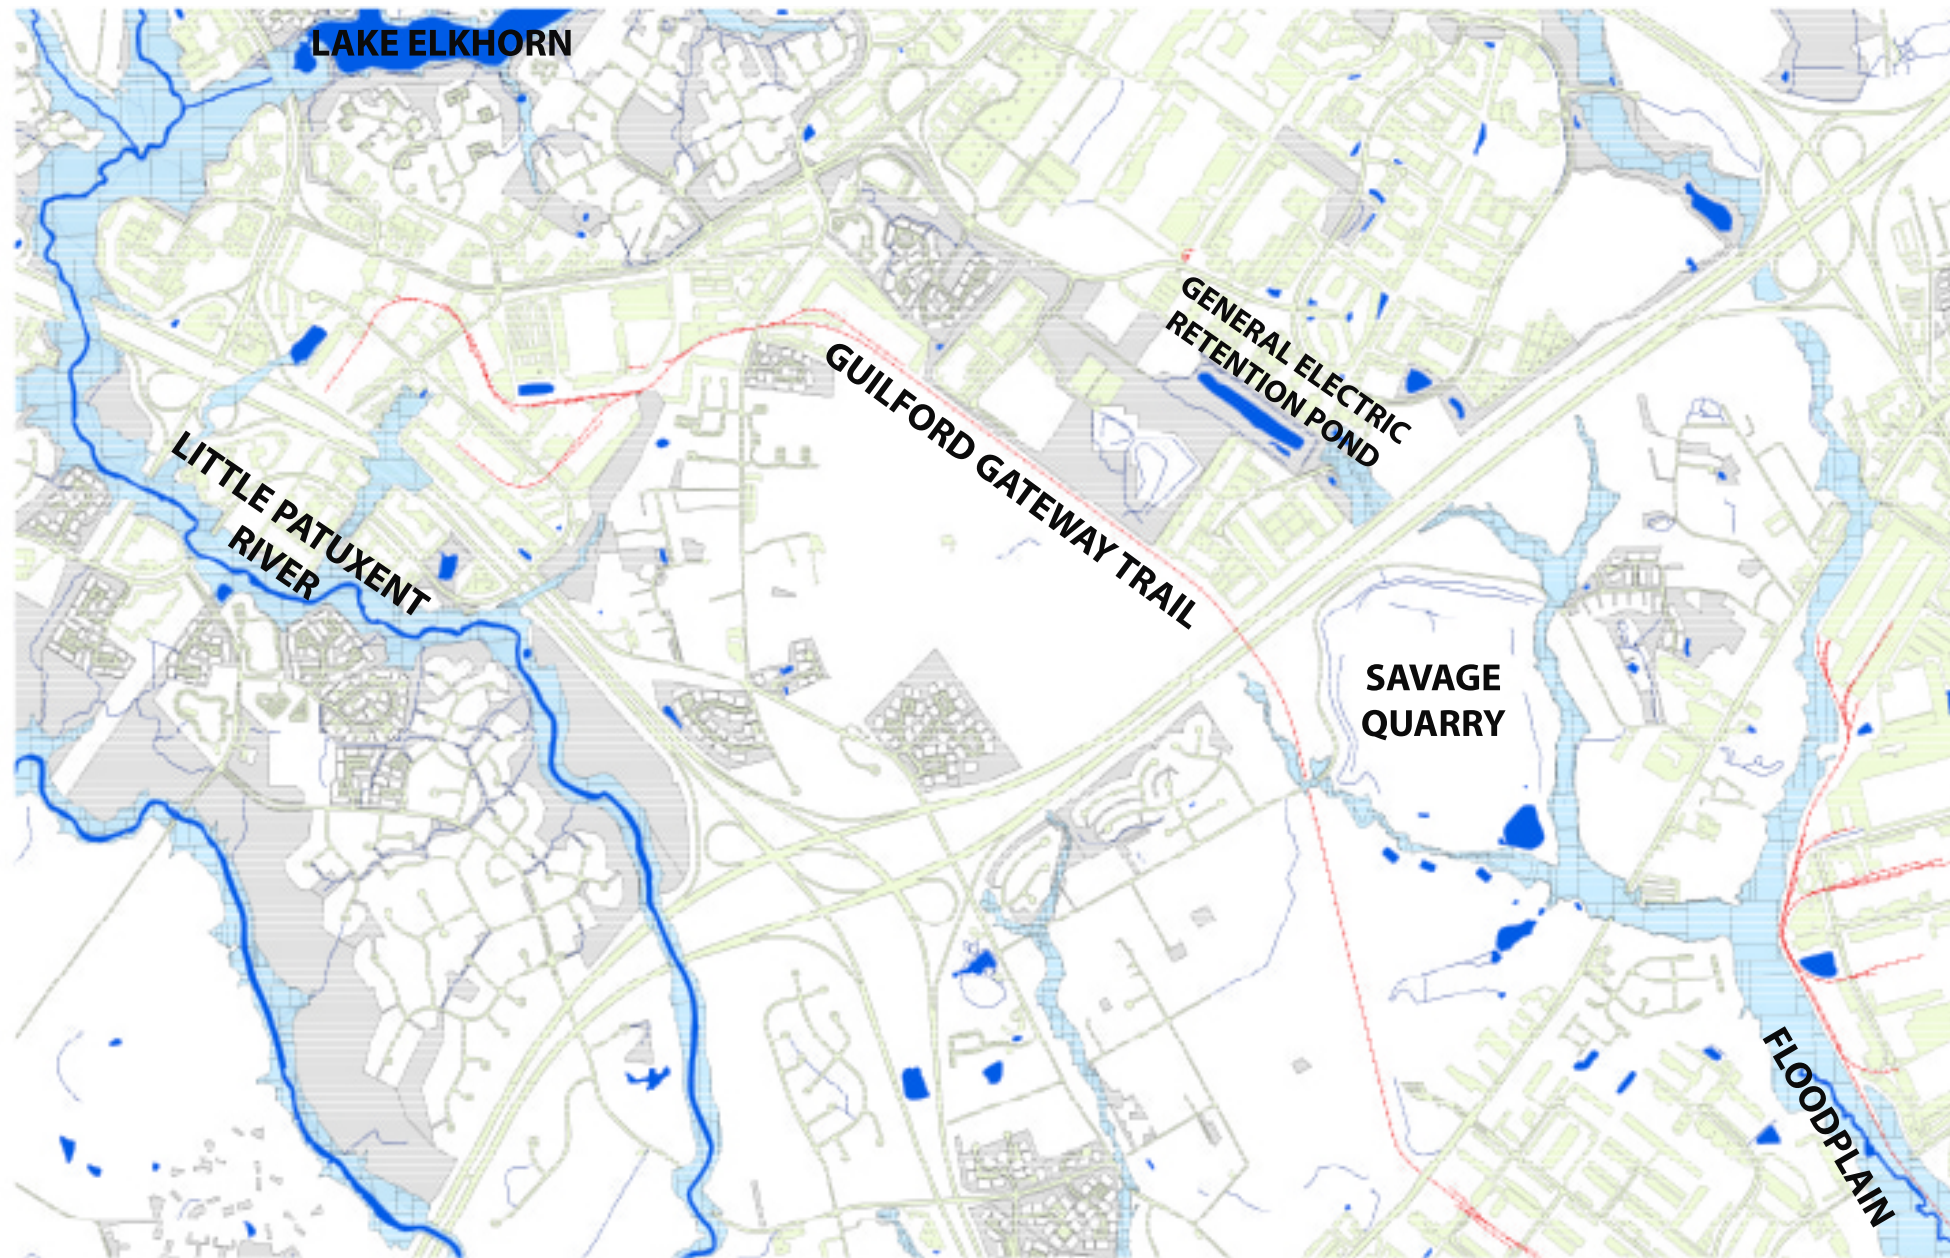 LAKE ELKHORN
GENERAL ELECTRIC
RETENTION POND
GUILFORD GATEWAY TRAIL
LITTLE PATUXENT
RIVER
SAVAGE
QUARRY
FLOODPLAIN